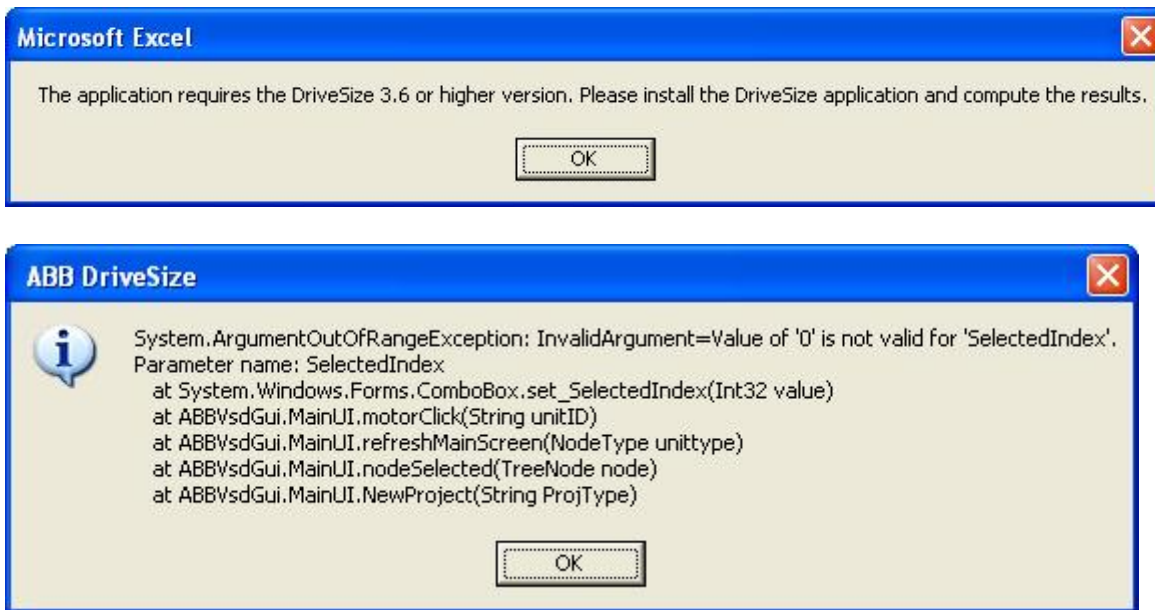 Microsoft Excel
The application requires the DriveSize 3.6 or higher version. Please install the DriveSize application and compute the results.
OK
ABB DriveSize
System.ArgumentOutOfRangeException: InvalidArgument=Value of '0' is not valid for 'SelectedIndex'.
Parameter name: SelectedIndex
at System.Windows.Forms.ComboBox.set_SelectedIndex(Int32 value)
at ABBVsdGui.MainUI.motorClick(String unitID)
at ABBVsdGui.MainUI.refreshMainScreen(NodeType unittype)
at ABBVsdGui.MainUI.nodeSelected(TreeNode node)
at ABBVsdGui.MainUI.NewProject(String ProjType)
OK